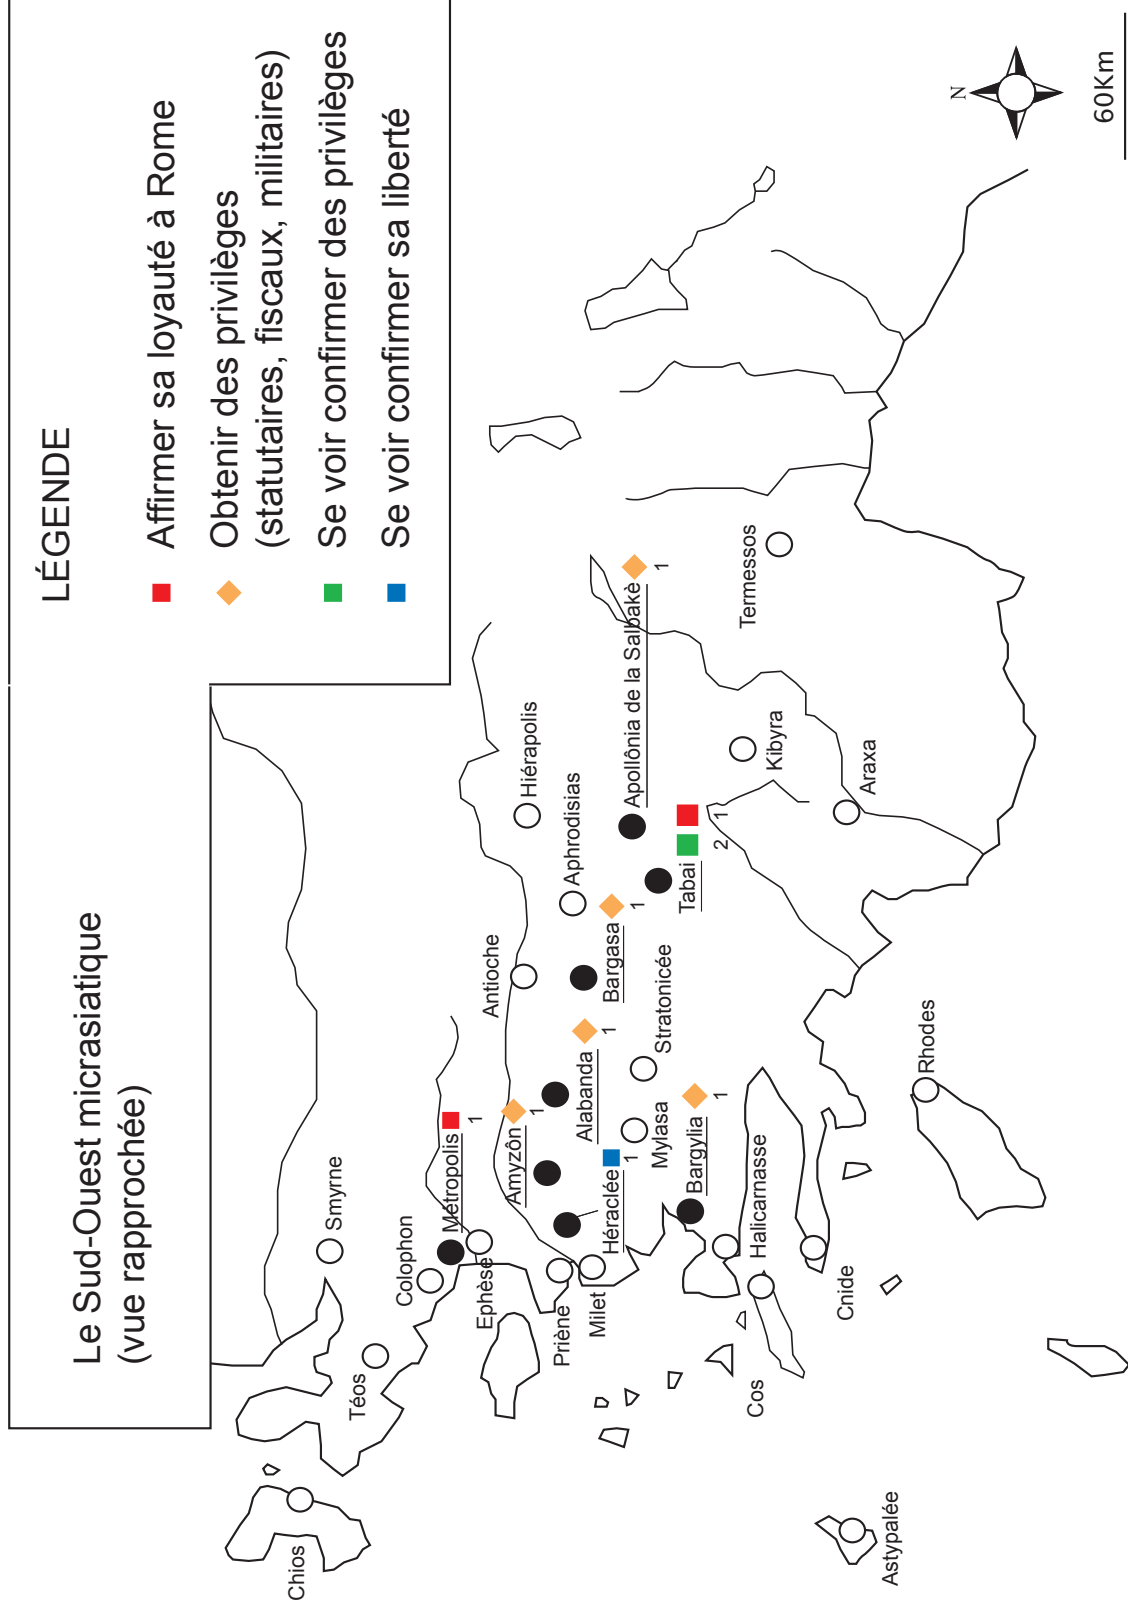 Le Sud-Ouest micrasiatique
(vue rapprochée)
LÉGENDE
Affirmer sa loyauté à Rome
Obtenir des privilèges
(statutaires, fiscaux, militaires)
Se voir confirmer des privilèges
Se voir confirmer sa liberté
Chios
Téos
Smyrne
Colophon
Métropolis
1
Ephèse
Priène
Milet
Amyzôn
1
Héraclée
1
Alabanda
1
Antioche
Bargasa
1
Aphrodisias
Hiérapolis
Apollônia de la Salbakè
1
Tabai
2
1
Mylasa
Stratonicée
Bargylia
1
Halicarnasse
Cos
Cnide
Astypalée
Rhodes
Kibyra
Araxa
Termessos
N
60Km